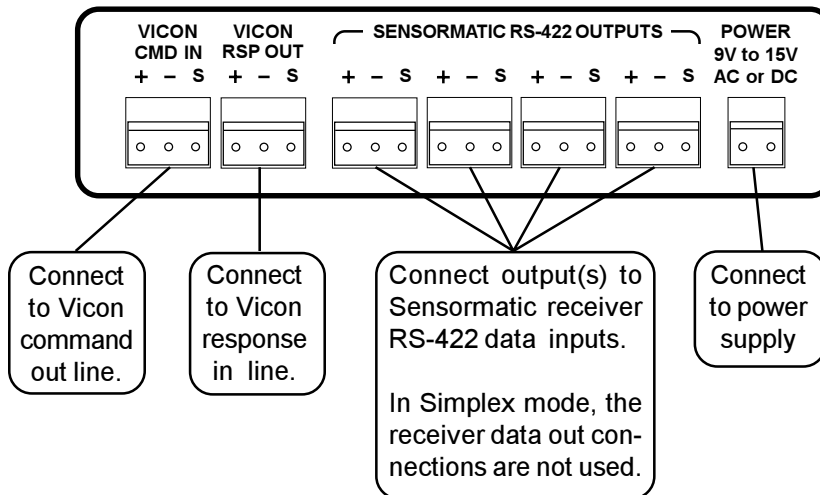 VICON
CMD IN
+ – S
VICON
RSP OUT
+ – S
SENSORMATIC RS-422 OUTPUTS
+ – S + – S + – S + – S
POWER
9V to 15V
AC or DC
Connect
to Vicon
command
out line.
Connect
to Vicon
response
in line.
Connect output(s) to
Sensormatic receiver
RS-422 data inputs.
In Simplex mode, the
receiver data out con-
nections are not used.
Connect
to power
supply